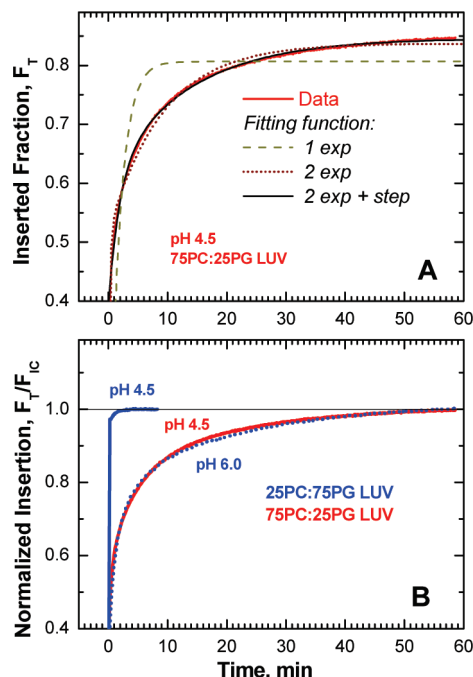 Inserted Fraction, F_T
0.8
0.7
0.6
0.5
0.4
Data
Fitting function:
1 exp
2 exp
2 exp + step
pH 4.5
75PC:25PG LUV
A
0 10 20 30 40 50 60
Normalized Insertion, F_T/F_IC
1.0
0.8
0.6
0.4
pH 4.5
pH 4.5
pH 6.0
25PC:75PG LUV
75PC:25PG LUV
B
0 10 20 30 40 50 60
Time, min